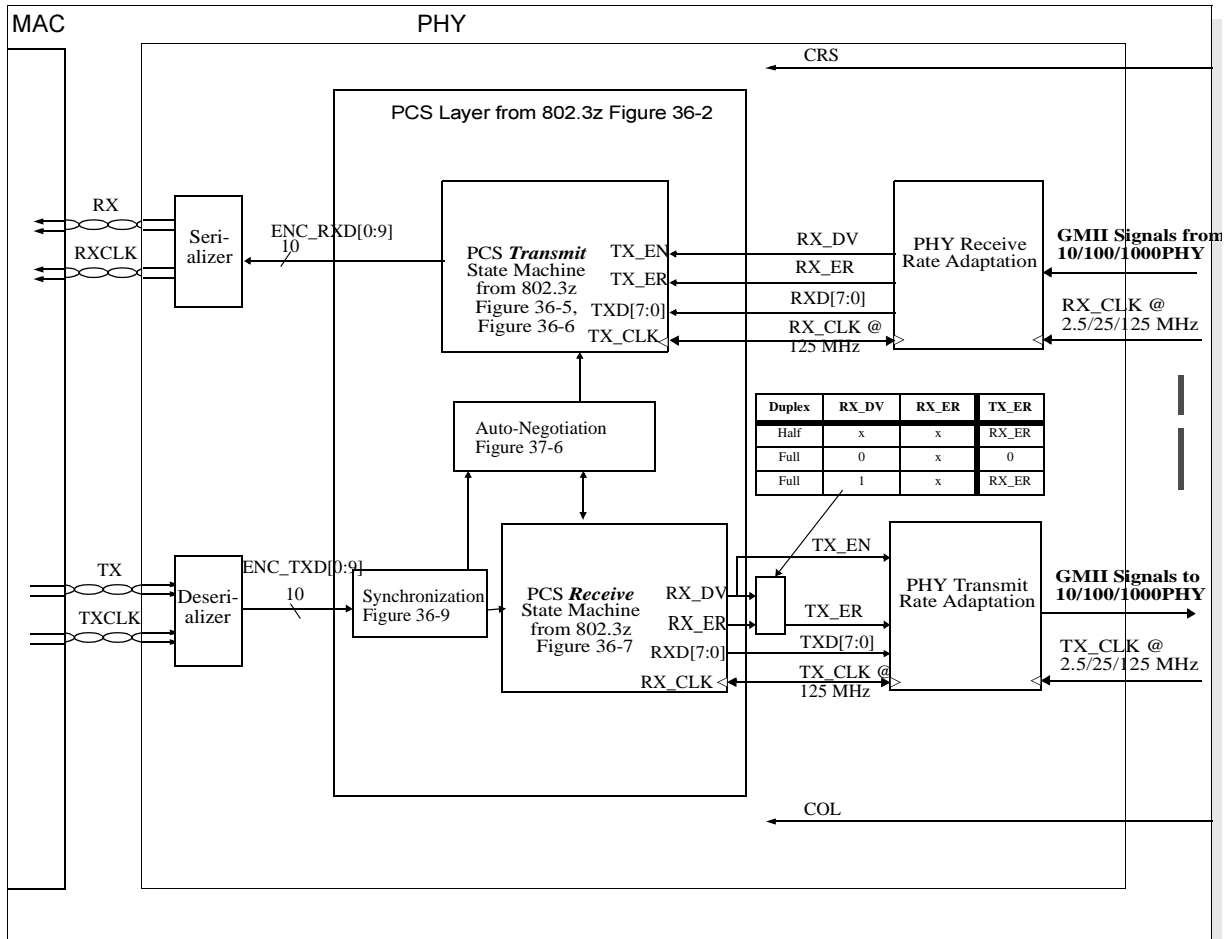 MAC
PHY
CRS
PCS Layer from 802.3z Figure 36-2
RX
RXCLK
Seri-
alizer
ENC_RXD[0:9]
10
PCS Transmit
State Machine
from 802.3z
Figure 36-5,
Figure 36-6
TX_EN
TX_ER
TXD[7:0]
TX_CLK
RX_DV
RX_ER
RXD[7:0]
RX_CLK @
125 MHz
PHY Receive
Rate Adaptation
GMII Signals from
10/100/1000PHY
RX_CLK @
2.5/25/125 MHz
Auto-Negotiation
Figure 37-6
Duplex RX_DV RX_ER TX_ER
Half x x RX_ER
Full 0 x 0
Full 1 x RX_ER
TX
TXCLK
Deseri-
alizer
ENC_TXD[0:9]
10
Synchronization
Figure 36-9
PCS Receive
State Machine
from 802.3z
Figure 36-7
RX_DV
RX_ER
RXD[7:0]
RX_CLK
TX_EN
TX_ER
TXD[7:0]
TX_CLK @
125 MHz
PHY Transmit
Rate Adaptation
GMII Signals to
10/100/1000PHY
TX_CLK @
2.5/25/125 MHz
COL